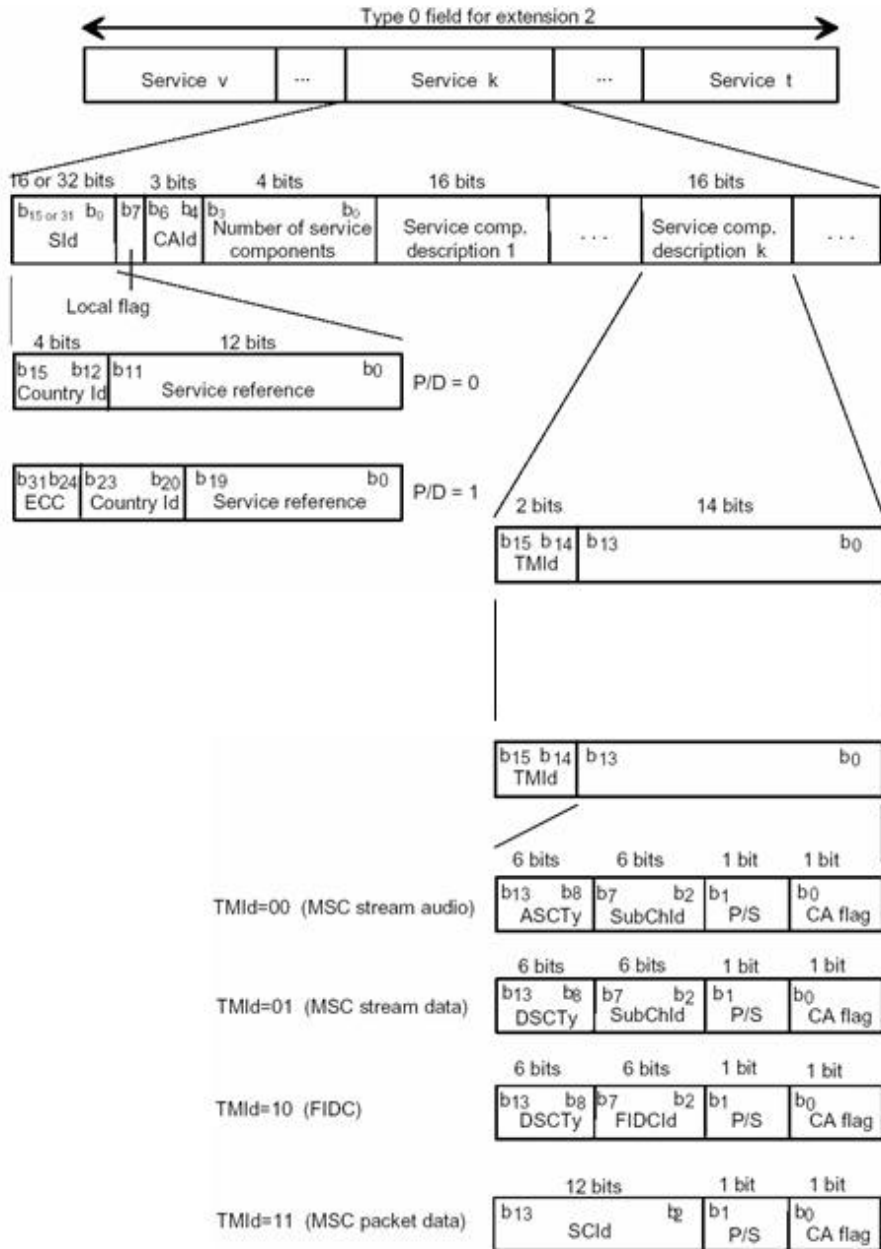 Type 0 field for extension 2
Service v ... Service k ... Service t
16 or 32 bits 3 bits 4 bits 16 bits 16 bits
b15 or 31 b0 b7 b6 b4 b3 b0
SId CAId Number of service components Service comp. description 1 . . . Service comp. description k . . .
Local flag
4 bits 12 bits
b15 b12 b11 b0
Country Id Service reference P/D = 0
b31 b24 b23 b20 b19 b0
ECC Country Id Service reference P/D = 1
2 bits 14 bits
b15 b14 b13 b0
TMId
b15 b14 b13 b0
TMId
6 bits 6 bits 1 bit 1 bit
b13 b8 b7 b2 b1 b0
TMId=00 (MSC stream audio) ASCTy SubChId P/S CA flag
6 bits 6 bits 1 bit 1 bit
b13 b8 b7 b2 b1 b0
TMId=01 (MSC stream data) DSCTy SubChId P/S CA flag
6 bits 6 bits 1 bit 1 bit
b13 b8 b7 b2 b1 b0
TMId=10 (FIDC) DSCTy FIDCId P/S CA flag
12 bits 1 bit 1 bit
b13 b2 b1 b0
TMId=11 (MSC packet data) SCId P/S CA flag